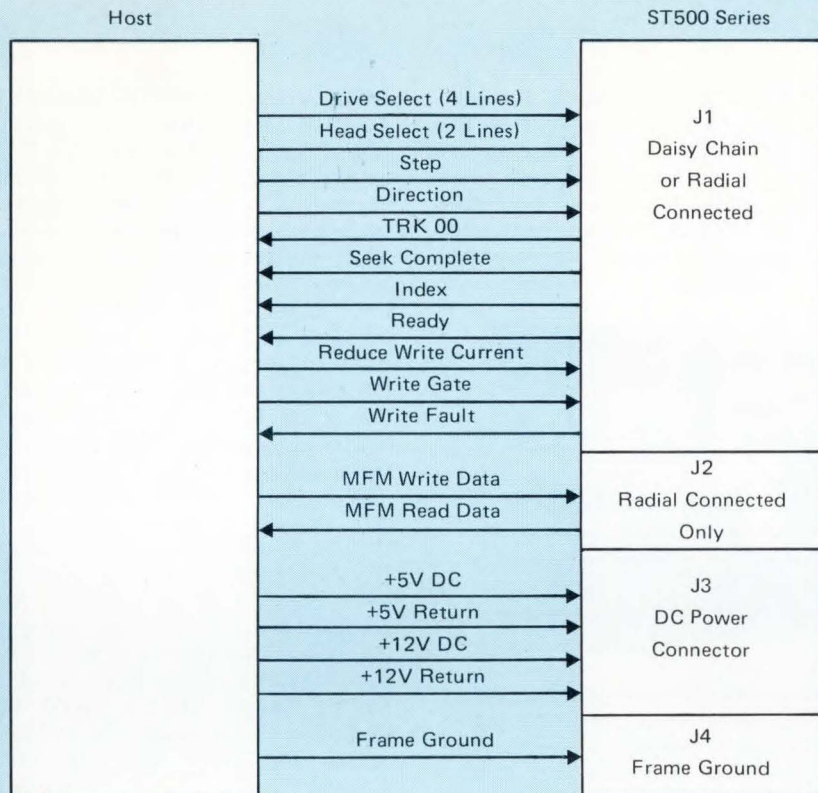 Host
ST500 Series
Drive Select (4 Lines)
Head Select (2 Lines)
Step
Direction
TRK 00
Seek Complete
Index
Ready
Reduce Write Current
Write Gate
Write Fault
J1
Daisy Chain
or Radial
Connected
MFM Write Data
MFM Read Data
J2
Radial Connected
Only
+5V DC
+5V Return
+12V DC
+12V Return
J3
DC Power
Connector
Frame Ground
J4
Frame Ground